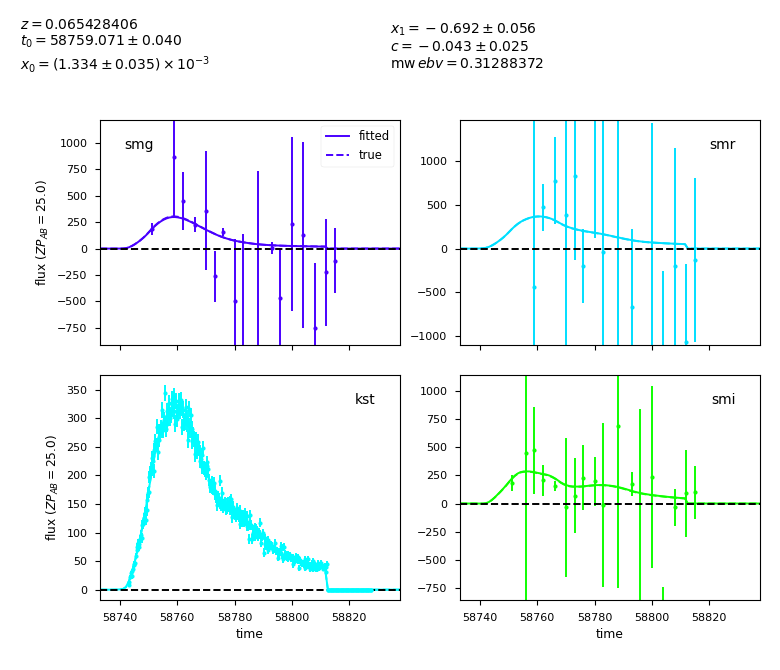 z = 0.065428406
t₀ = 58759.071 ± 0.040
x₀ = (1.334 ± 0.035) × 10⁻³
x₁ = −0.692 ± 0.056
c = −0.043 ± 0.025
mw ebv = 0.31288372
smg
fitted
true
1000
750
500
250
0
−250
−500
−750
flux (ZP_AB = 25.0)
smr
1000
500
0
−500
−1000
kst
350
300
250
200
150
100
50
0
flux (ZP_AB = 25.0)
58740 58760 58780 58800 58820
time
smi
1000
750
500
250
0
−250
−500
−750
58740 58760 58780 58800 58820
time